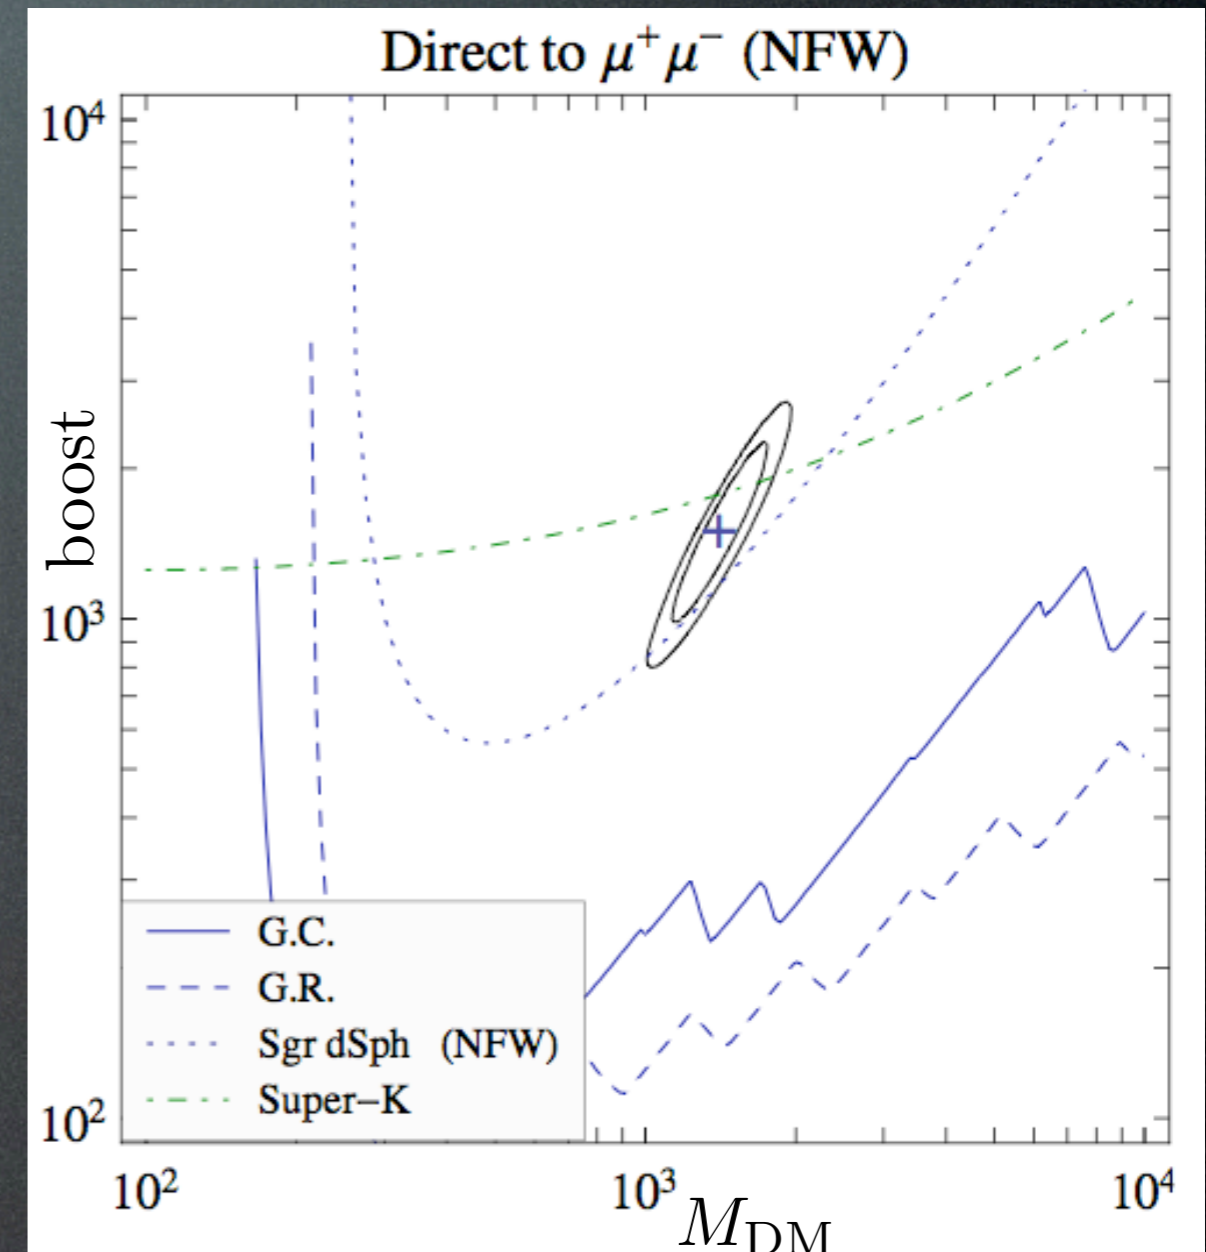 Direct to μ⁺μ⁻ (NFW)
10⁴
boost
10³
G.C.
G.R.
Sgr dSph (NFW)
Super–K
10²
10² 10³ 10⁴
M_DM